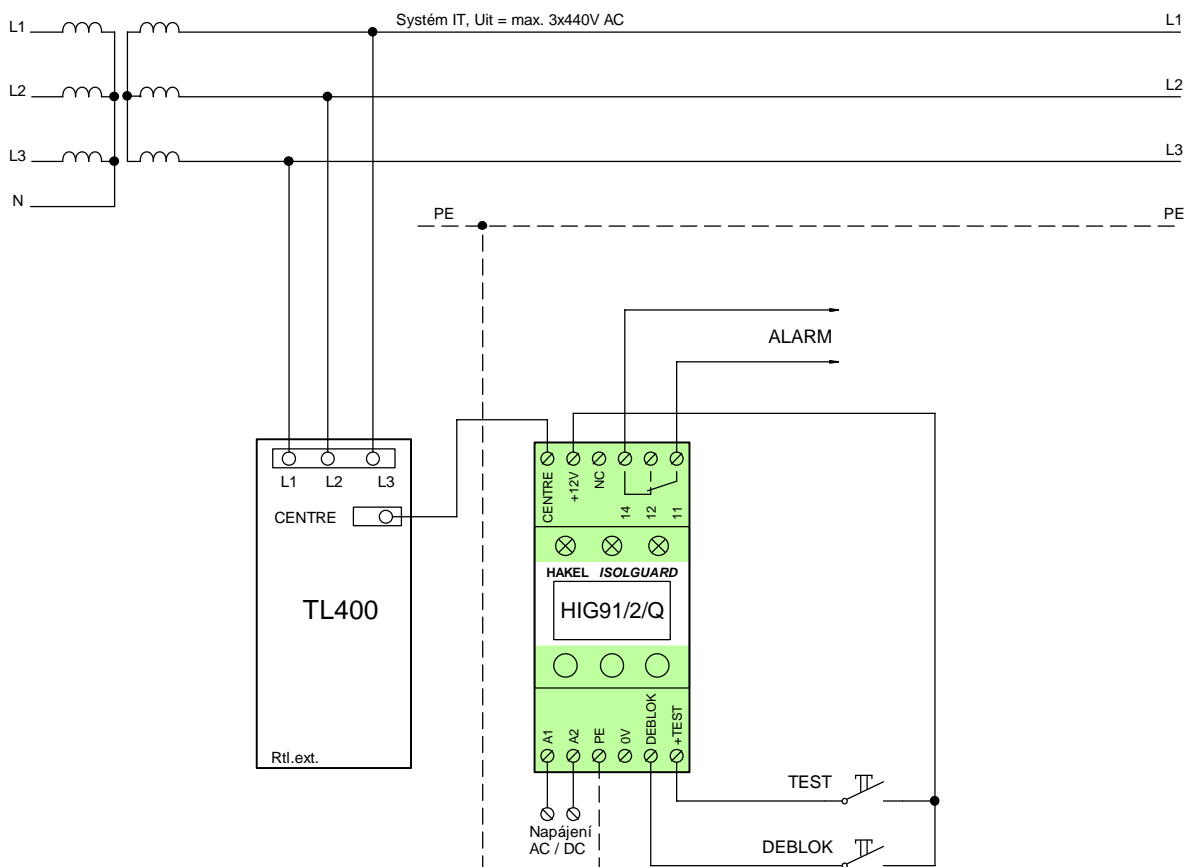 Systém IT, Uit = max. 3x440V AC
L1 L1
L2 L2
L3 L3
N
PE PE
ALARM
L1 L2 L3
CENTRE
TL400
Rtl.ext.
CENTRE +12V NC 14 12 11
HAKEL ISOLGUARD
HIG91/2/Q
A1 A2 PE 0V DEBLOK +TEST
Napájení
AC / DC
TEST
DEBLOK